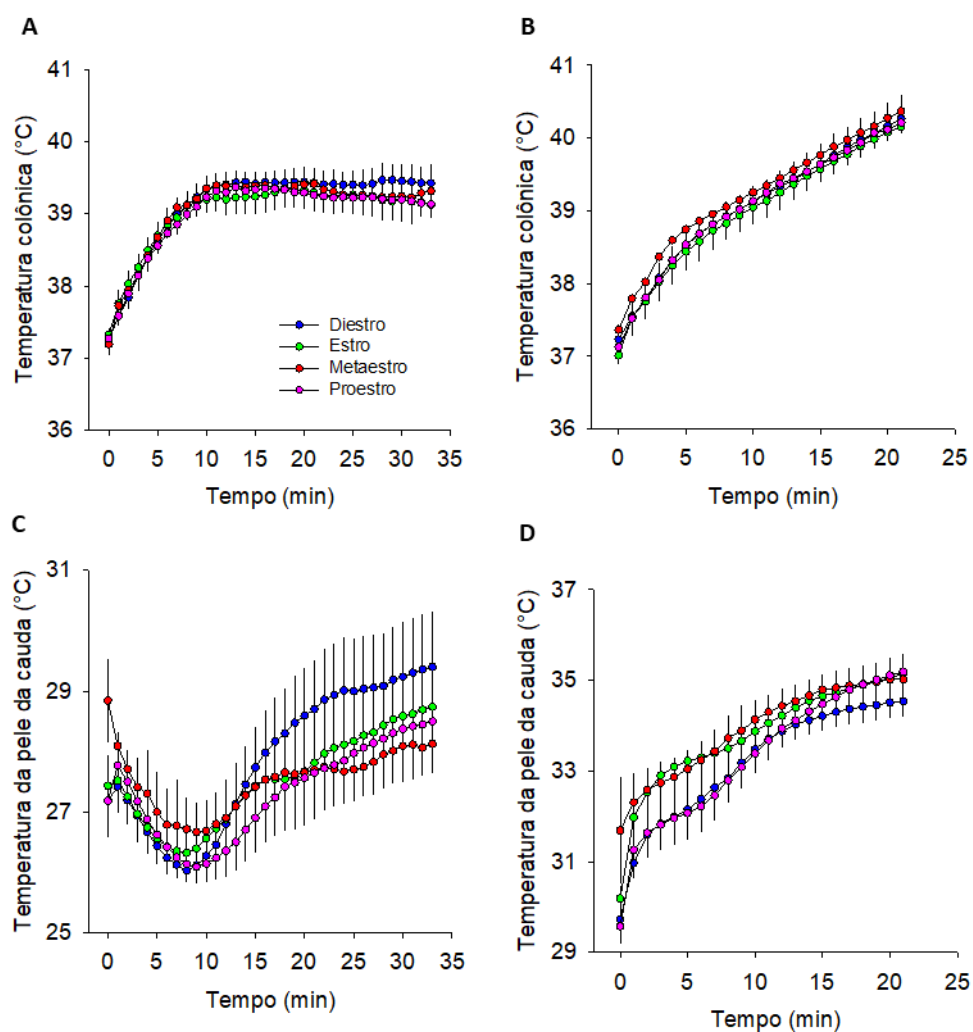 A
Temperatura colônica (°C)
41
40
39
38
37
36
Diestro
Estro
Metaestro
Proestro
0 5 10 15 20 25 30 35
Tempo (min)
B
Temperatura colônica (°C)
41
40
39
38
37
36
0 5 10 15 20 25
Tempo (min)
C
Temperatura da pele da cauda (°C)
31
29
27
25
0 5 10 15 20 25 30 35
Tempo (min)
D
Temperatura da pele da cauda (°C)
37
35
33
31
29
0 5 10 15 20 25
Tempo (min)